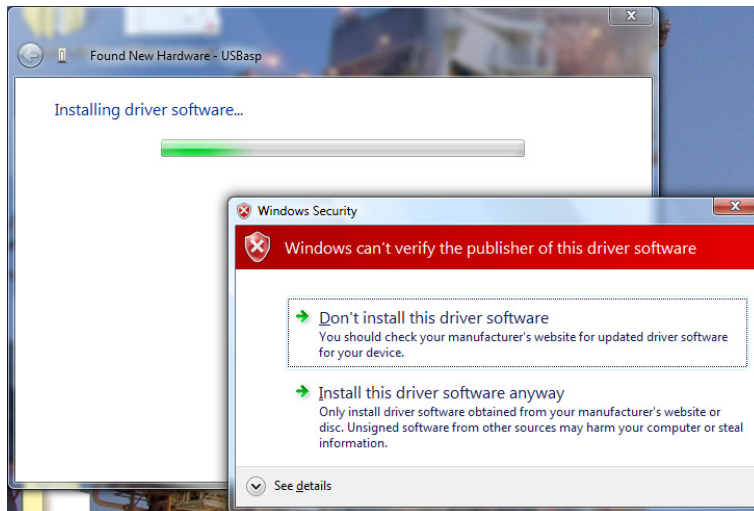 Found New Hardware - USBasp
Installing driver software...
Windows Security
Windows can't verify the publisher of this driver software
Don't install this driver software
You should check your manufacturer's website for updated driver software
for your device.
Install this driver software anyway
Only install driver software obtained from your manufacturer's website or
disc. Unsigned software from other sources may harm your computer or steal
information.
See details